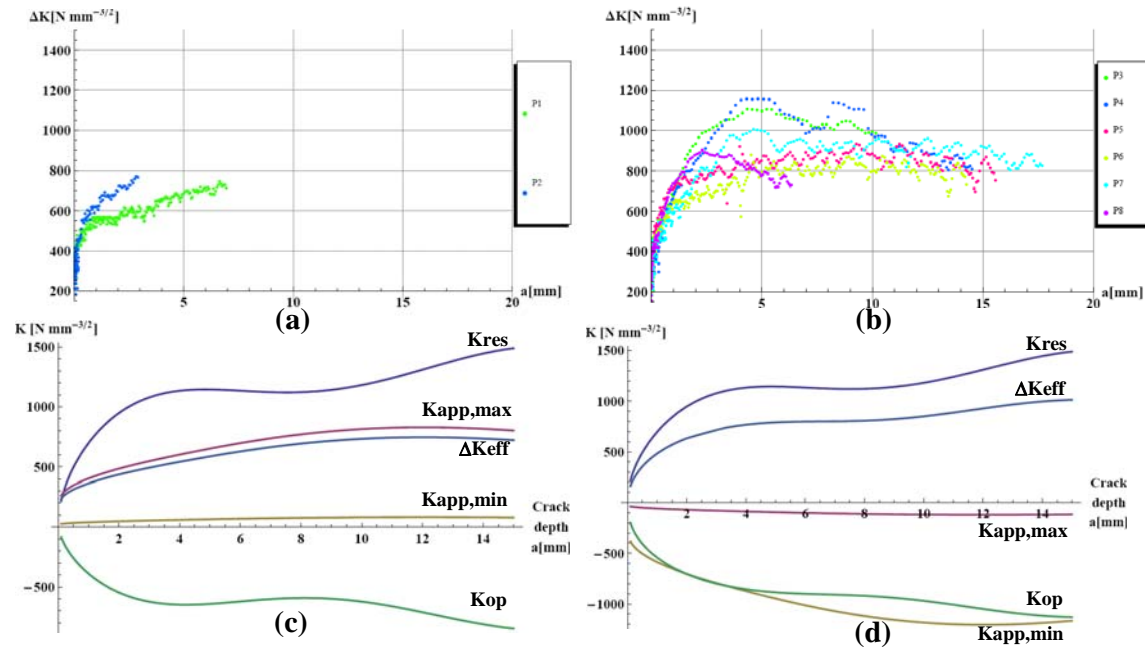 ΔK[N mm⁻³/²]
1400
1200
1000
800
600
400
200
5
10
15
20
a[mm]
P1
P2
(a)
ΔK[N mm⁻³/²]
1400
1200
1000
800
600
400
200
5
10
15
20
a[mm]
P3
P4
P5
P6
P7
P8
(b)
K [N mm⁻³/²]
1500
1000
500
−500
2
4
6
8
10
12
14
Kres
Kapp,max
ΔKeff
Kapp,min
Crack
depth
a[mm]
Kop
(c)
K [N mm⁻³/²]
1500
1000
500
−500
−1000
2
4
6
8
10
12
14
Kres
ΔKeff
Crack
depth
a[mm]
Kapp,max
Kop
Kapp,min
(d)